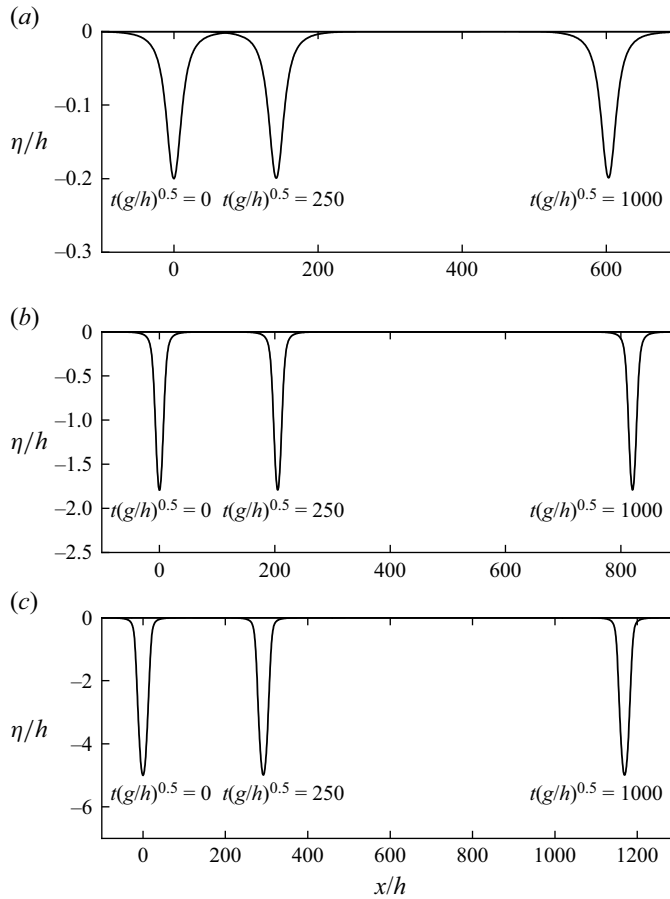 (a)
0
–0.1
η/h
–0.2
–0.3
t(g/h)^0.5 = 0 t(g/h)^0.5 = 250 t(g/h)^0.5 = 1000
0 200 400 600
(b)
0
–0.5
–1.0
η/h
–1.5
–2.0
–2.5
t(g/h)^0.5 = 0 t(g/h)^0.5 = 250 t(g/h)^0.5 = 1000
0 200 400 600 800
(c)
0
–2
η/h
–4
–6
t(g/h)^0.5 = 0 t(g/h)^0.5 = 250 t(g/h)^0.5 = 1000
0 200 400 600 800 1000 1200
x/h